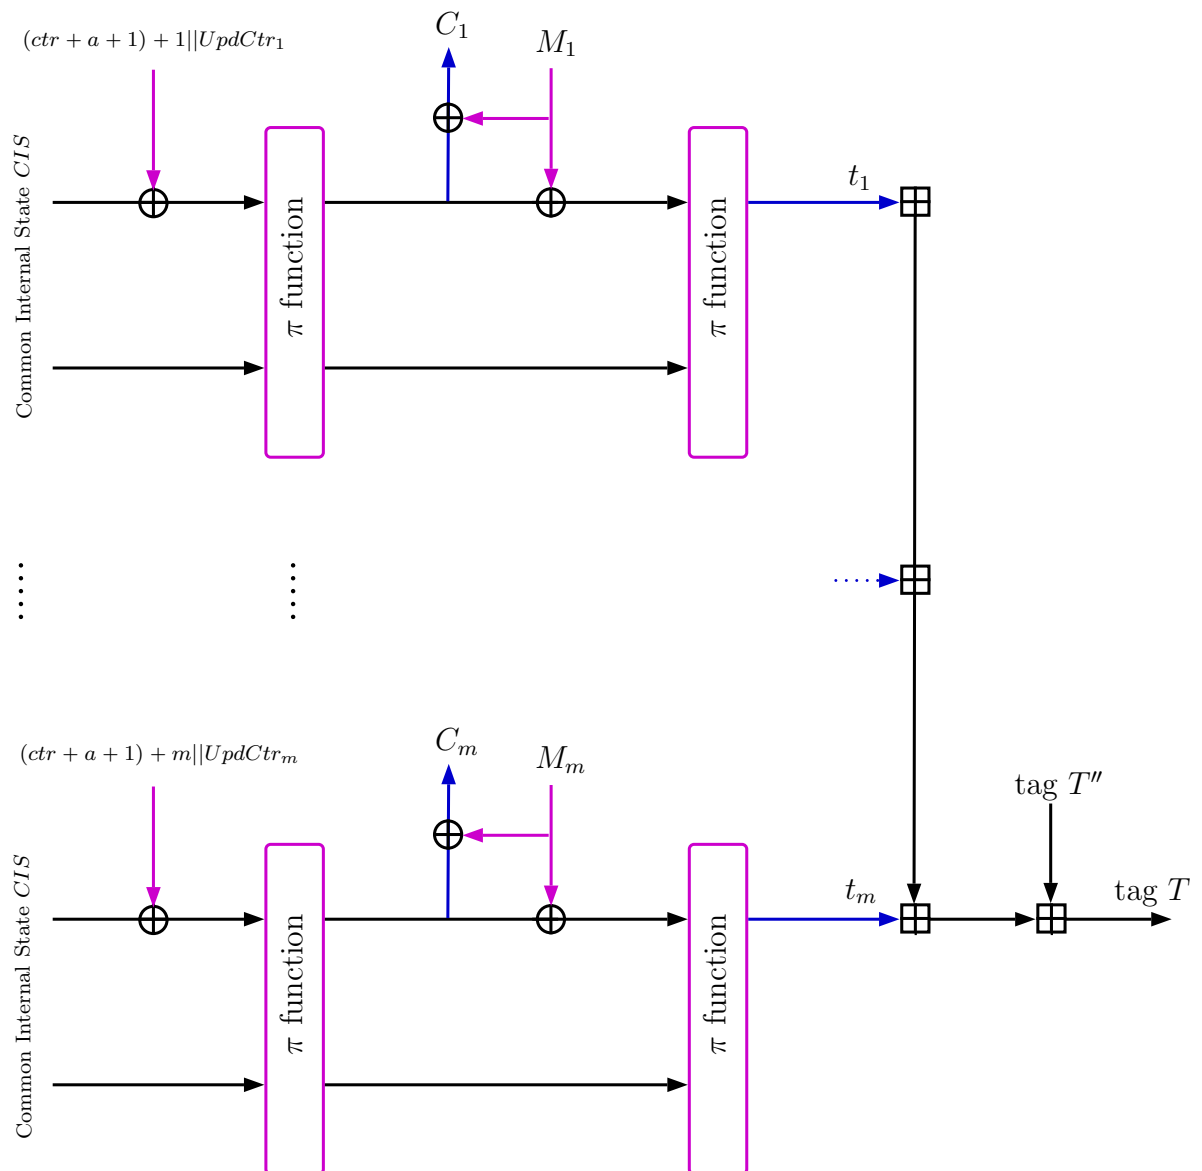 (ctr + a + 1) + 1||UpdCtr₁
C₁
M₁
Common Internal State CIS
π function
π function
t₁
(ctr + a + 1) + m||UpdCtrₘ
Cₘ
Mₘ
Common Internal State CIS
π function
π function
tₘ
tag T″
tag T